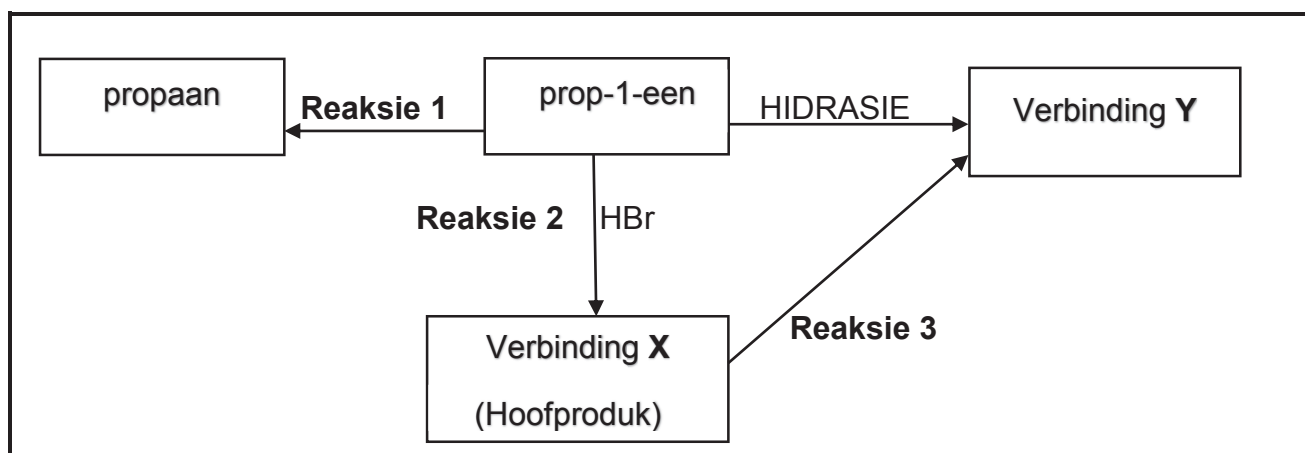 propaan
Reaksie 1
prop-1-een
HIDRASIE
Verbinding Y
Reaksie 2
HBr
Verbinding X
(Hoofproduk)
Reaksie 3